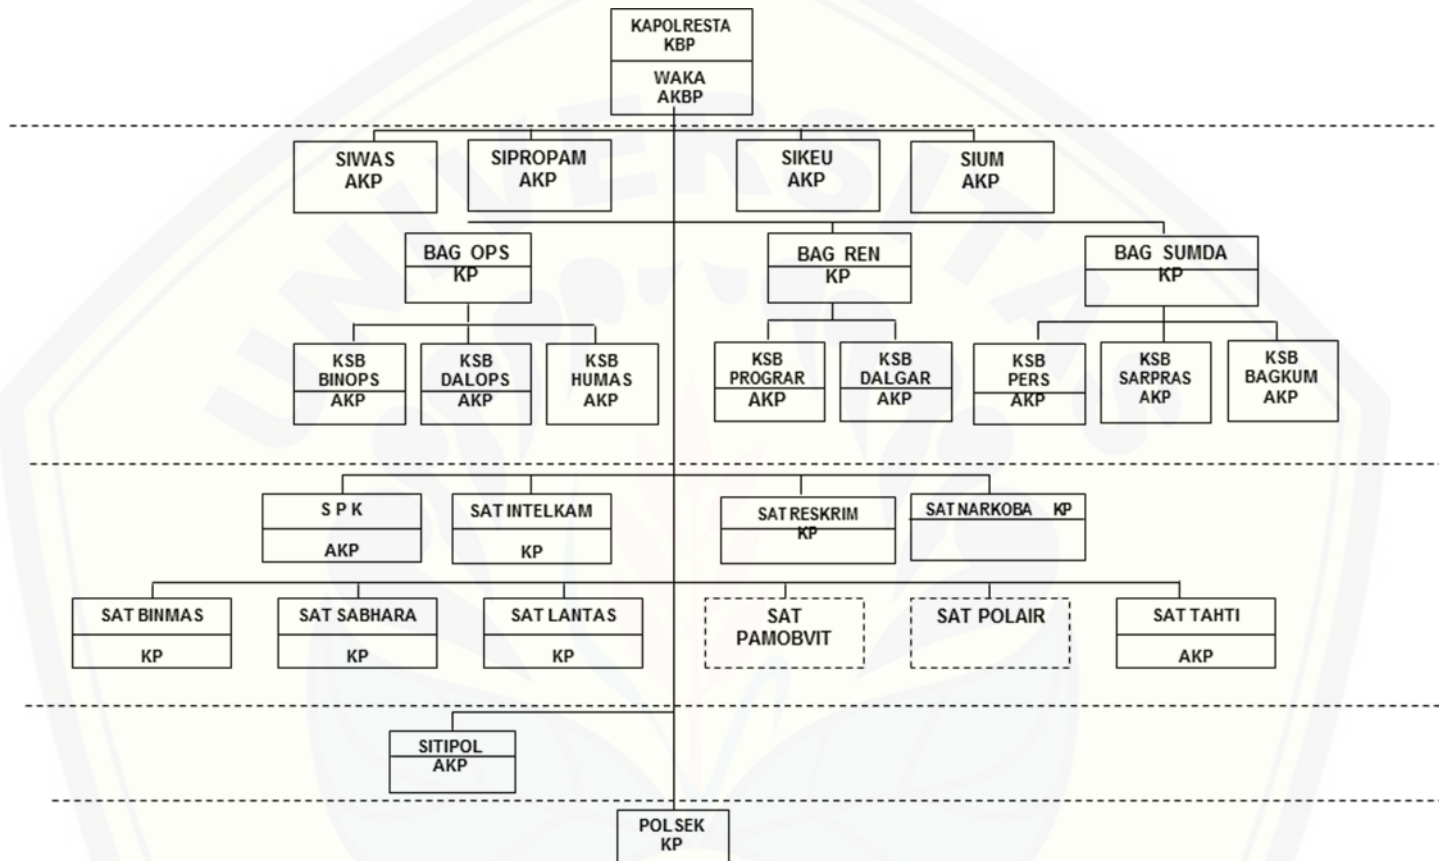 KAPOLRESTA
KBP
WAKA
AKBP
SIWAS
AKP
SIPROPAM
AKP
SIKEU
AKP
SIUM
AKP
BAG OPS
KP
BAG REN
KP
BAG SUMDA
KP
KSB
BINOPS
AKP
KSB
DALOPS
AKP
KSB
HUMAS
AKP
KSB
PROGRAR
AKP
KSB
DALGAR
AKP
KSB
PERS
AKP
KSB
SARPRAS
AKP
KSB
BAGKUM
AKP
S P K
AKP
SAT INTELKAM
KP
SAT RESKRIM
KP
SAT NARKOBA KP
SAT BINMAS
KP
SAT SABHARA
KP
SAT LANTAS
KP
SAT
PAMOBVIT
SAT POLAIR
SAT TAHTI
AKP
SITIPOL
AKP
POLSEK
KP
UNIVERSITAS